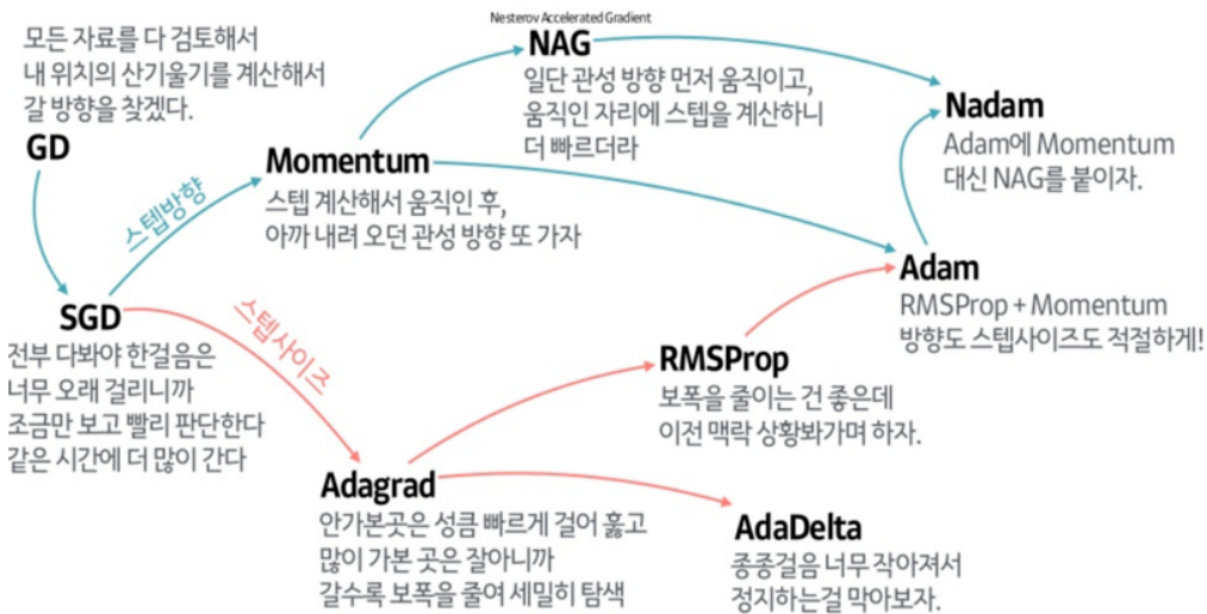 모든 자료를 다 검토해서
내 위치의 산기울기를 계산해서
갈 방향을 찾겠다.
GD
스텝방향
Momentum
스텝 계산해서 움직인 후,
아까 내려 오던 관성 방향 또 가자
Nesterov Accelerated Gradient
NAG
일단 관성 방향 먼저 움직이고,
움직인 자리에 스텝을 계산하니
더 빠르더라
Nadam
Adam에 Momentum
대신 NAG를 붙이자.
SGD
전부 다봐야 한걸음은
너무 오래 걸리니까
조금만 보고 빨리 판단한다
같은 시간에 더 많이 간다
스텝사이즈
Adagrad
안가본곳은 성큼 빠르게 걸어 훓고
많이 가본 곳은 잘아니까
갈수록 보폭을 줄여 세밀히 탐색
RMSProp
보폭을 줄이는 건 좋은데
이전 맥락 상황봐가며 하자.
Adam
RMSProp + Momentum
방향도 스텝사이즈도 적절하게!
AdaDelta
종종걸음 너무 작아져서
정지하는걸 막아보자.